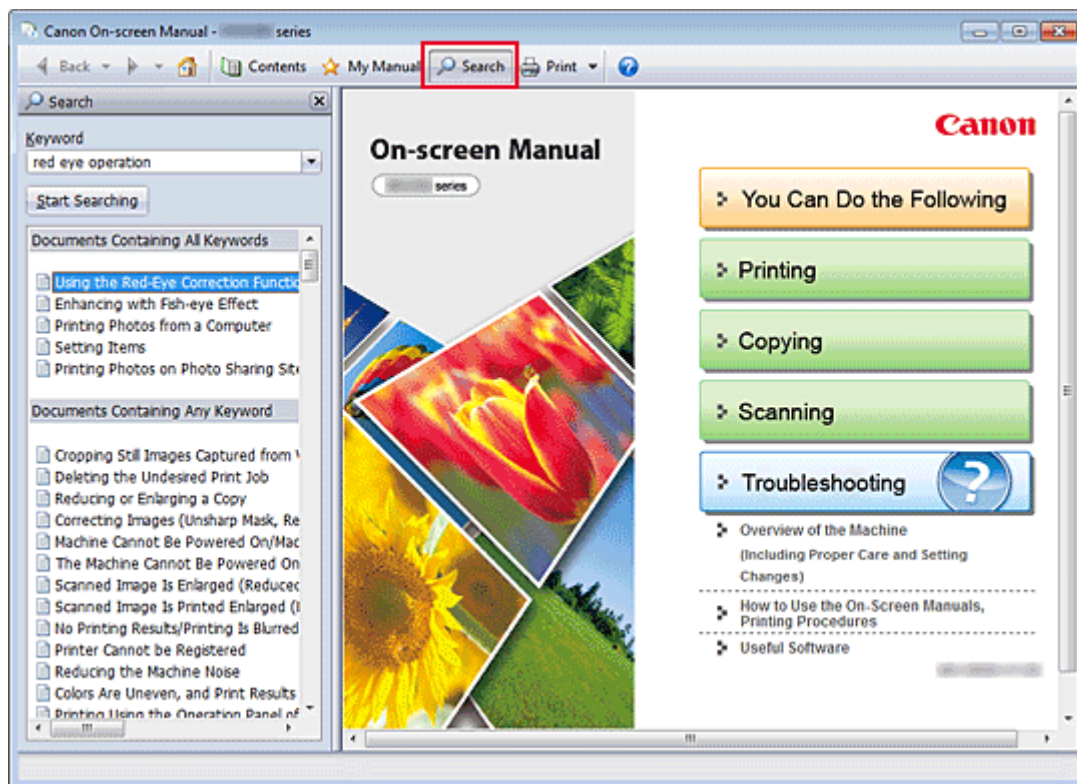 Canon On-screen Manual - series
Back Contents My Manual Search Print
Search
Keyword
red eye operation
Start Searching
Documents Containing All Keywords
Using the Red-Eye Correction Functio
Enhancing with Fish-eye Effect
Printing Photos from a Computer
Setting Items
Printing Photos on Photo Sharing Site
Documents Containing Any Keyword
Cropping Still Images Captured from
Deleting the Undesired Print Job
Reducing or Enlarging a Copy
Correcting Images (Unsharp Mask, Re
Machine Cannot Be Powered On/Mac
The Machine Cannot Be Powered On
Scanned Image Is Enlarged (Reduced
Scanned Image Is Printed Enlarged (
No Printing Results/Printing Is Blurred
Printer Cannot be Registered
Reducing the Machine Noise
Colors Are Uneven, and Print Results
Printing Using the Operation Panel of
On-screen Manual
series
Canon
You Can Do the Following
Printing
Copying
Scanning
Troubleshooting ?
Overview of the Machine
(Including Proper Care and Setting
Changes)
How to Use the On-Screen Manuals,
Printing Procedures
Useful Software